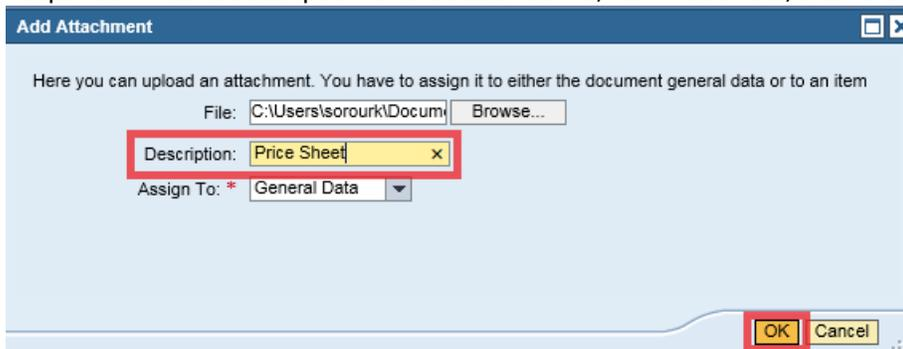 Add Attachment
Here you can upload an attachment. You have to assign it to either the document general data or to an item
File: C:\Users\sorourk\Docum Browse...
Description: Price Sheet
Assign To: * General Data
OK Cancel